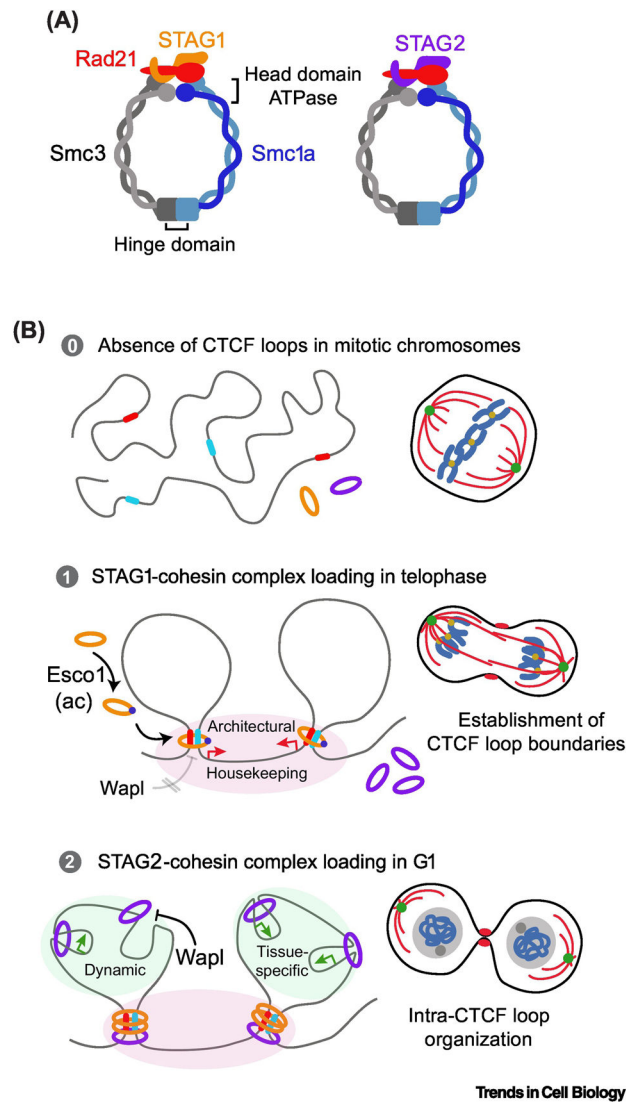 (A)
STAG1
STAG2
Rad21
Head domain
ATPase
Smc3
Smc1a
Hinge domain
(B)
0 Absence of CTCF loops in mitotic chromosomes
1 STAG1-cohesin complex loading in telophase
Esco1
(ac)
Architectural
Housekeeping
Wapl
Establishment of
CTCF loop boundaries
2 STAG2-cohesin complex loading in G1
Wapl
Dynamic
Tissue-
specific
Intra-CTCF loop
organization
Trends in Cell Biology